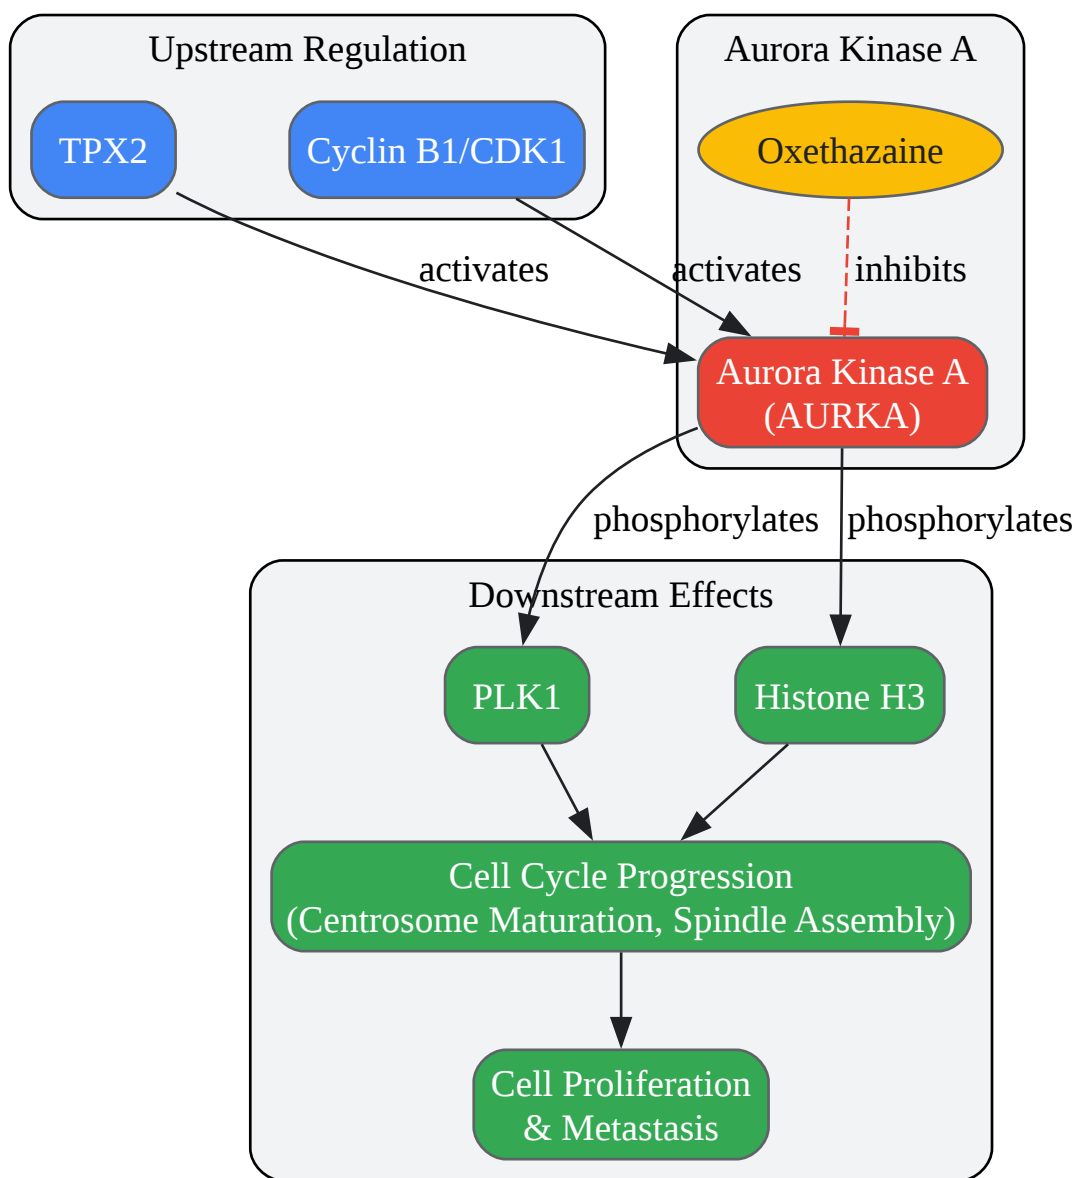 Upstream Regulation
Aurora Kinase A
TPX2
Cyclin B1/CDK1
Oxethazaine
activates
activates
inhibits
Aurora Kinase A
(AURKA)
phosphorylates
phosphorylates
Downstream Effects
PLK1
Histone H3
Cell Cycle Progression
(Centrosome Maturation, Spindle Assembly)
Cell Proliferation
& Metastasis